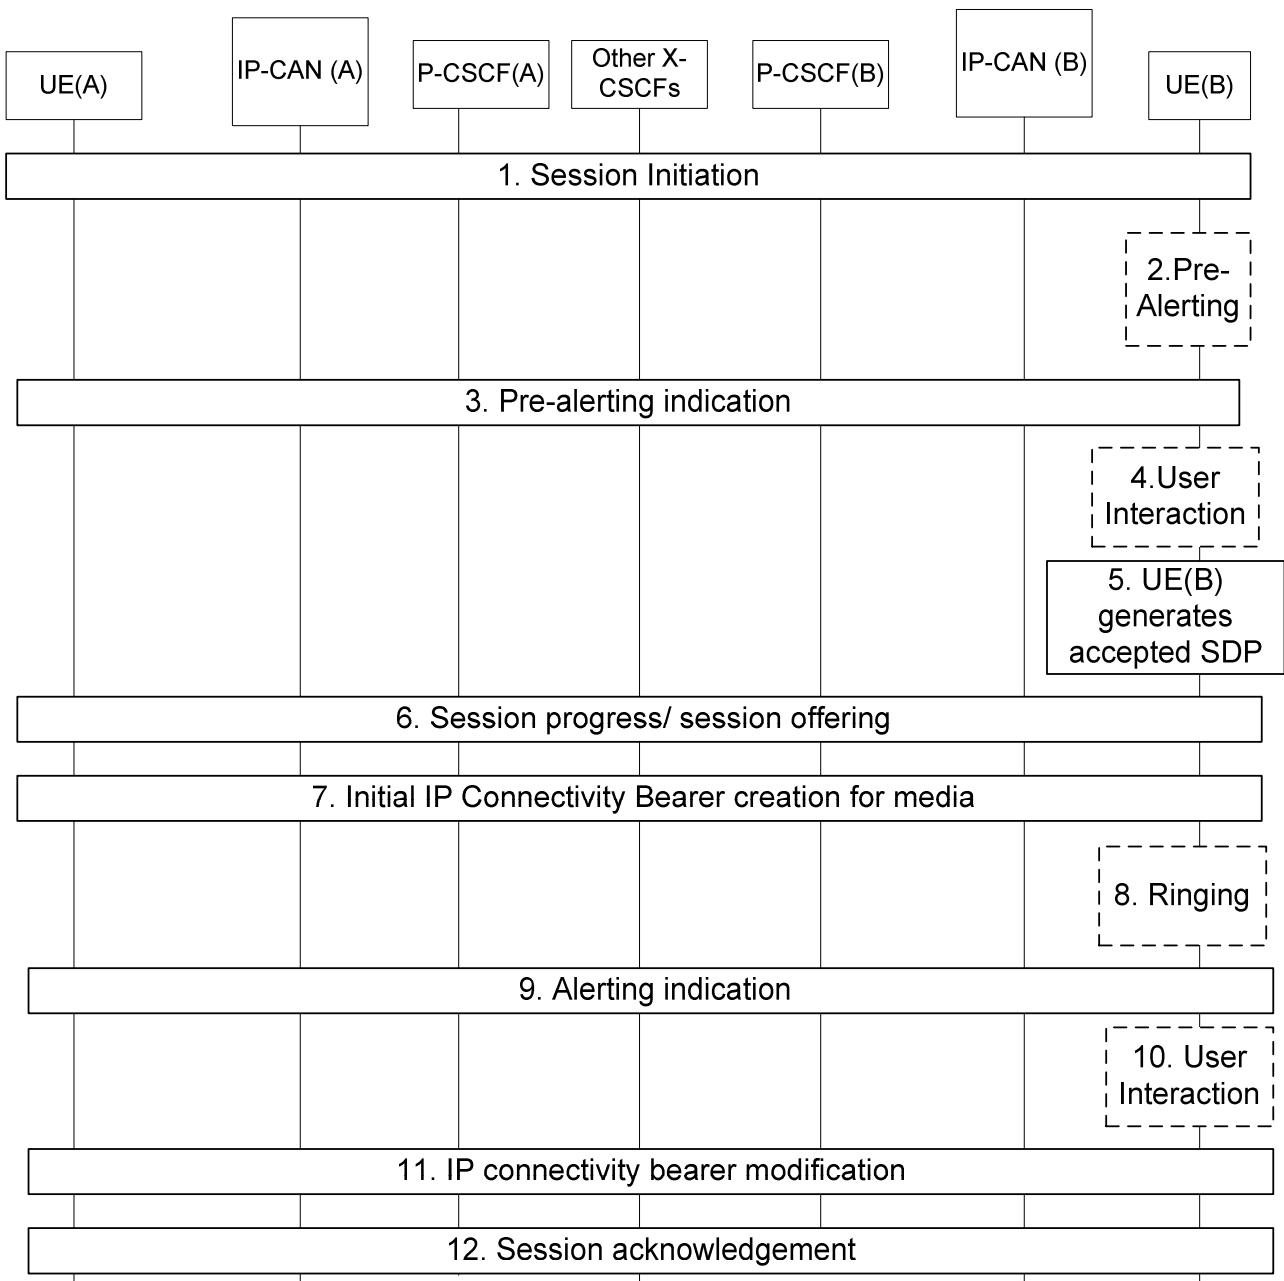 UE(A)
IP-CAN (A)
P-CSCF(A)
Other X-
CSCFs
P-CSCF(B)
IP-CAN (B)
UE(B)
1. Session Initiation
2.Pre-
Alerting
3. Pre-alerting indication
4.User
Interaction
5. UE(B)
generates
accepted SDP
6. Session progress/ session offering
7. Initial IP Connectivity Bearer creation for media
8. Ringing
9. Alerting indication
10. User
Interaction
11. IP connectivity bearer modification
12. Session acknowledgement